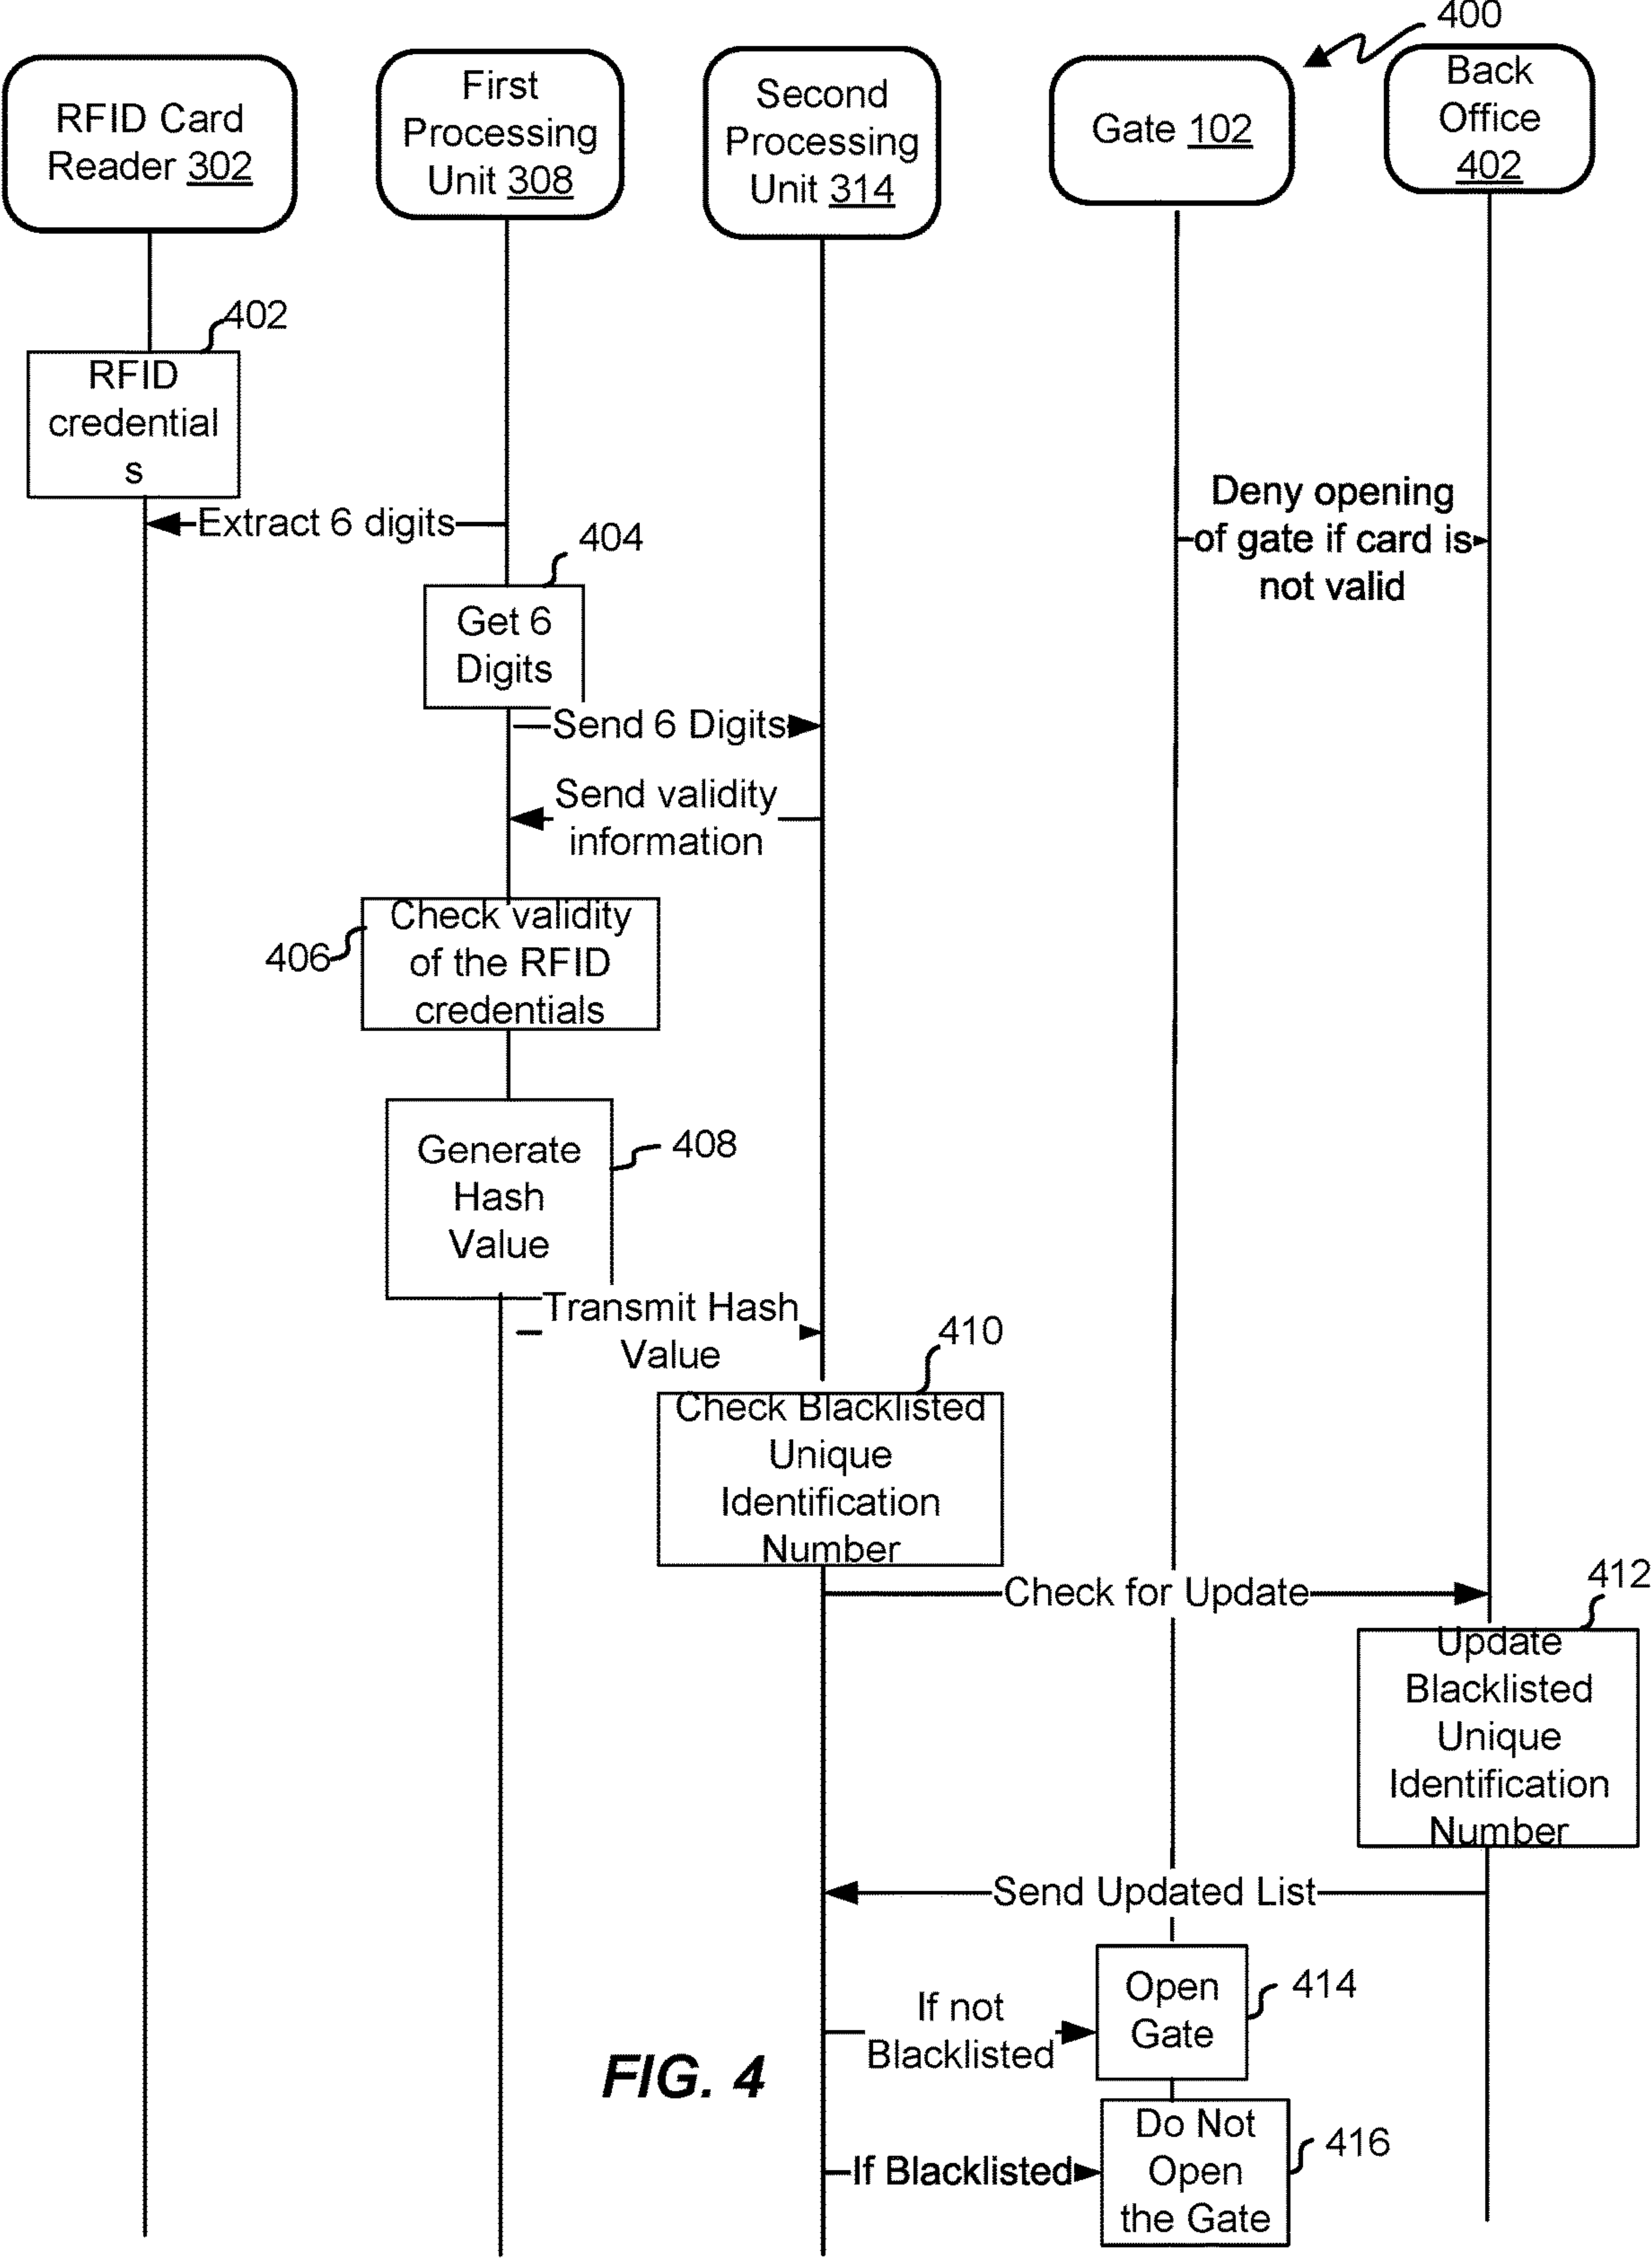 400
RFID Card
Reader 302
First
Processing
Unit 308
Second
Processing
Unit 314
Gate 102
Back
Office
402
402
RFID
credential
s
Extract 6 digits
Deny opening
of gate if card is
not valid
404
Get 6
Digits
Send 6 Digits
Send validity
information
406
Check validity
of the RFID
credentials
408
Generate
Hash
Value
Transmit Hash
Value
410
Check Blacklisted
Unique
Identification
Number
Check for Update
412
Update
Blacklisted
Unique
Identification
Number
Send Updated List
If not
Blacklisted
Open
Gate
414
FIG. 4
If Blacklisted
Do Not
Open
the Gate
416